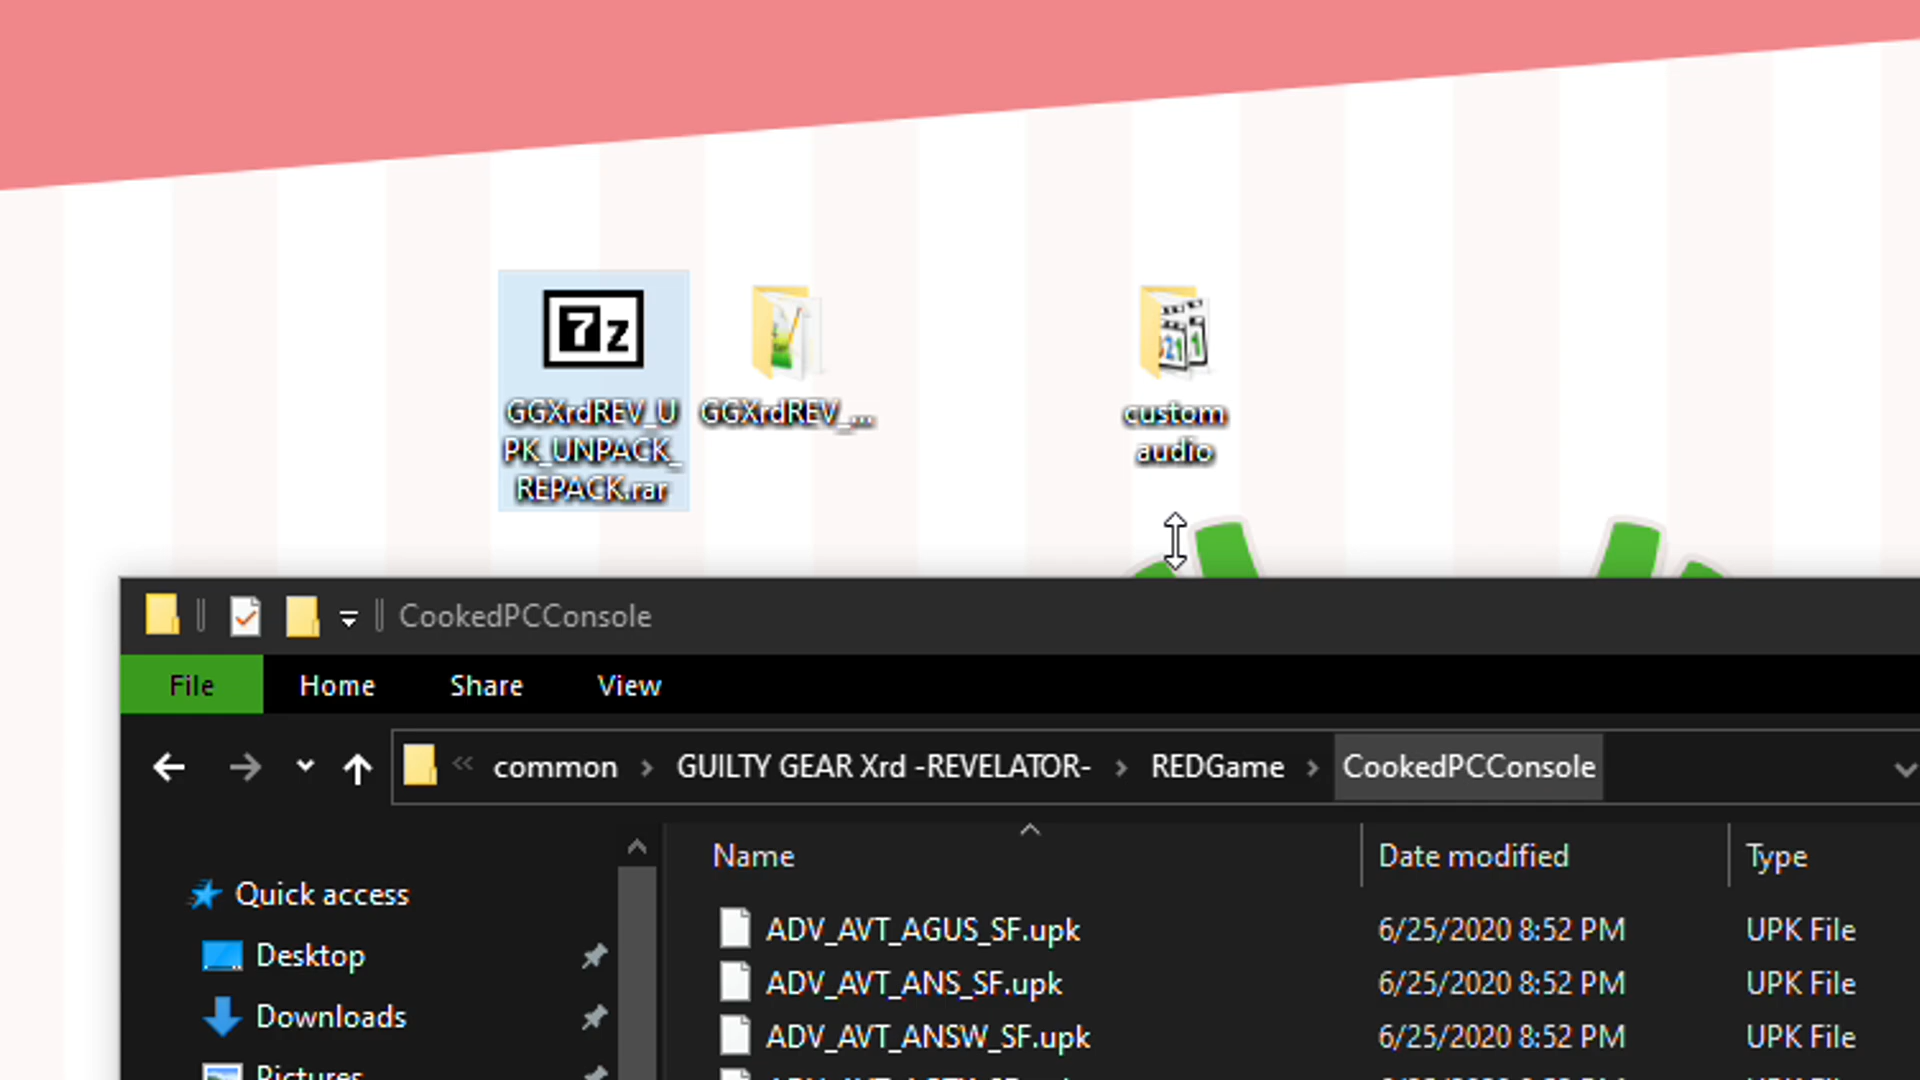 7z
GGXrdREV_U
PK_UNPACK_
REPACK.rar
GGXrdREV_...
321 1
custom
audio
CookedPCConsole
File Home Share View
« common › GUILTY GEAR Xrd -REVELATOR- › REDGame › CookedPCConsole
Name Date modified Type
Quick access
Desktop
Downloads
Pictures
ADV_AVT_AGUS_SF.upk 6/25/2020 8:52 PM UPK File
ADV_AVT_ANS_SF.upk 6/25/2020 8:52 PM UPK File
ADV_AVT_ANSW_SF.upk 6/25/2020 8:52 PM UPK File